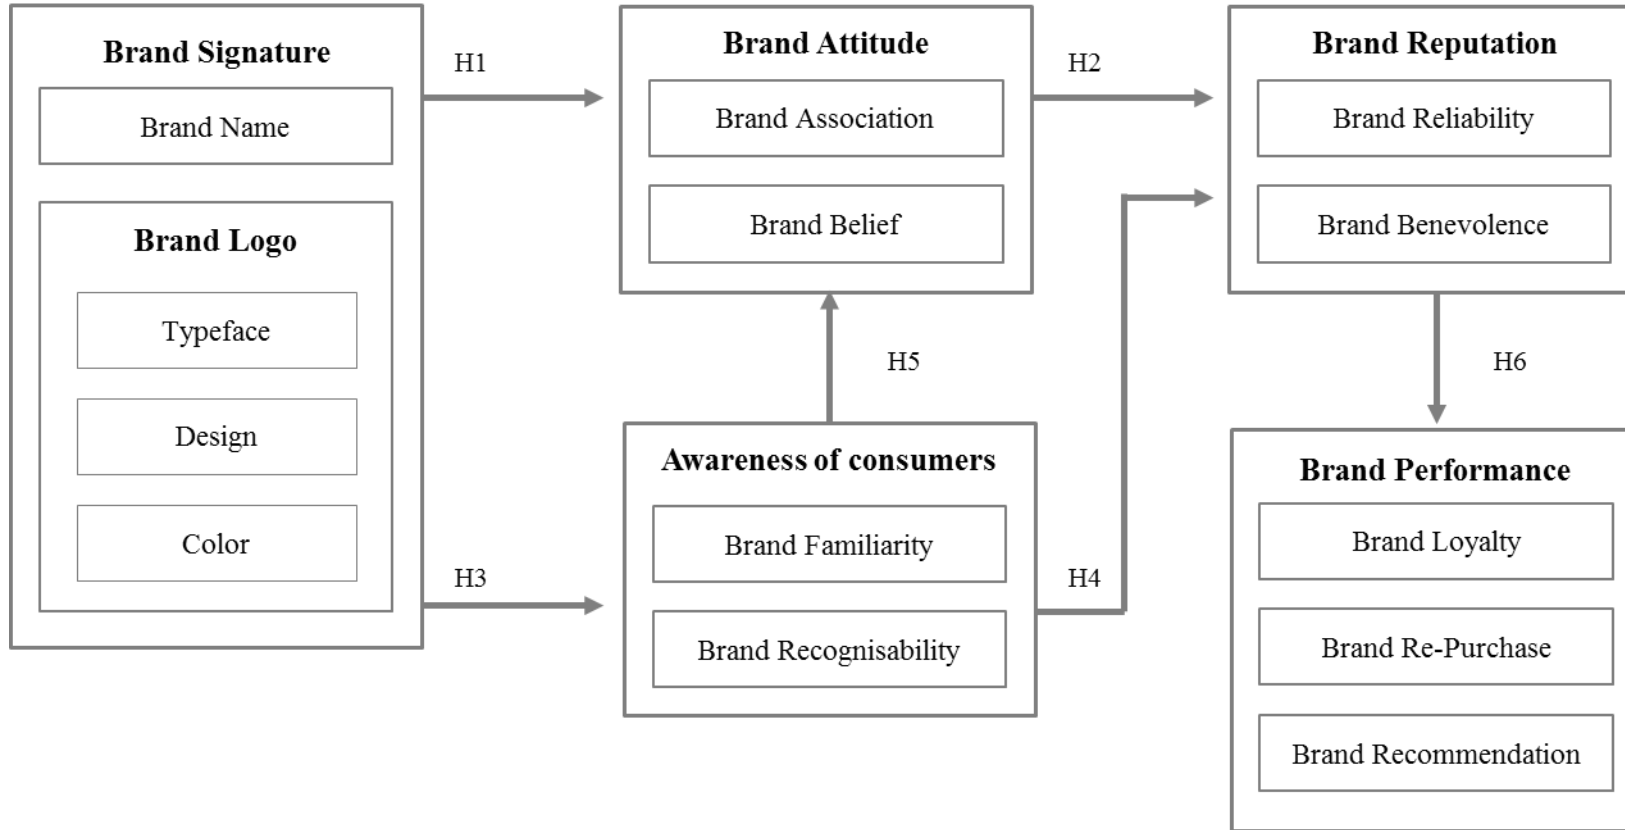 Brand Signature
Brand Name
Brand Logo
Typeface
Design
Color
H1
H3
Brand Attitude
Brand Association
Brand Belief
H5
Awareness of consumers
Brand Familiarity
Brand Recognisability
H2
H4
Brand Reputation
Brand Reliability
Brand Benevolence
H6
Brand Performance
Brand Loyalty
Brand Re-Purchase
Brand Recommendation